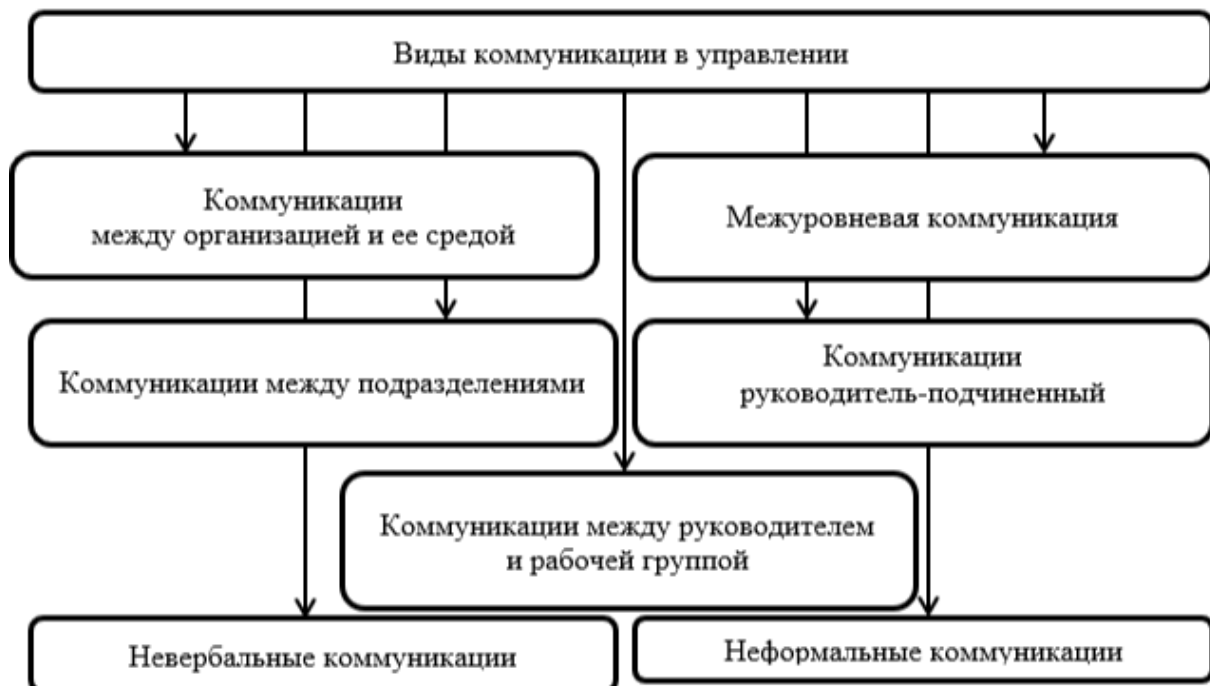 Виды коммуникации в управлении
Коммуникации
между организацией и ее средой
Межуровневая коммуникация
Коммуникации между подразделениями
Коммуникации
руководитель-подчиненный
Коммуникации между руководителем
и рабочей группой
Невербальные коммуникации
Неформальные коммуникации